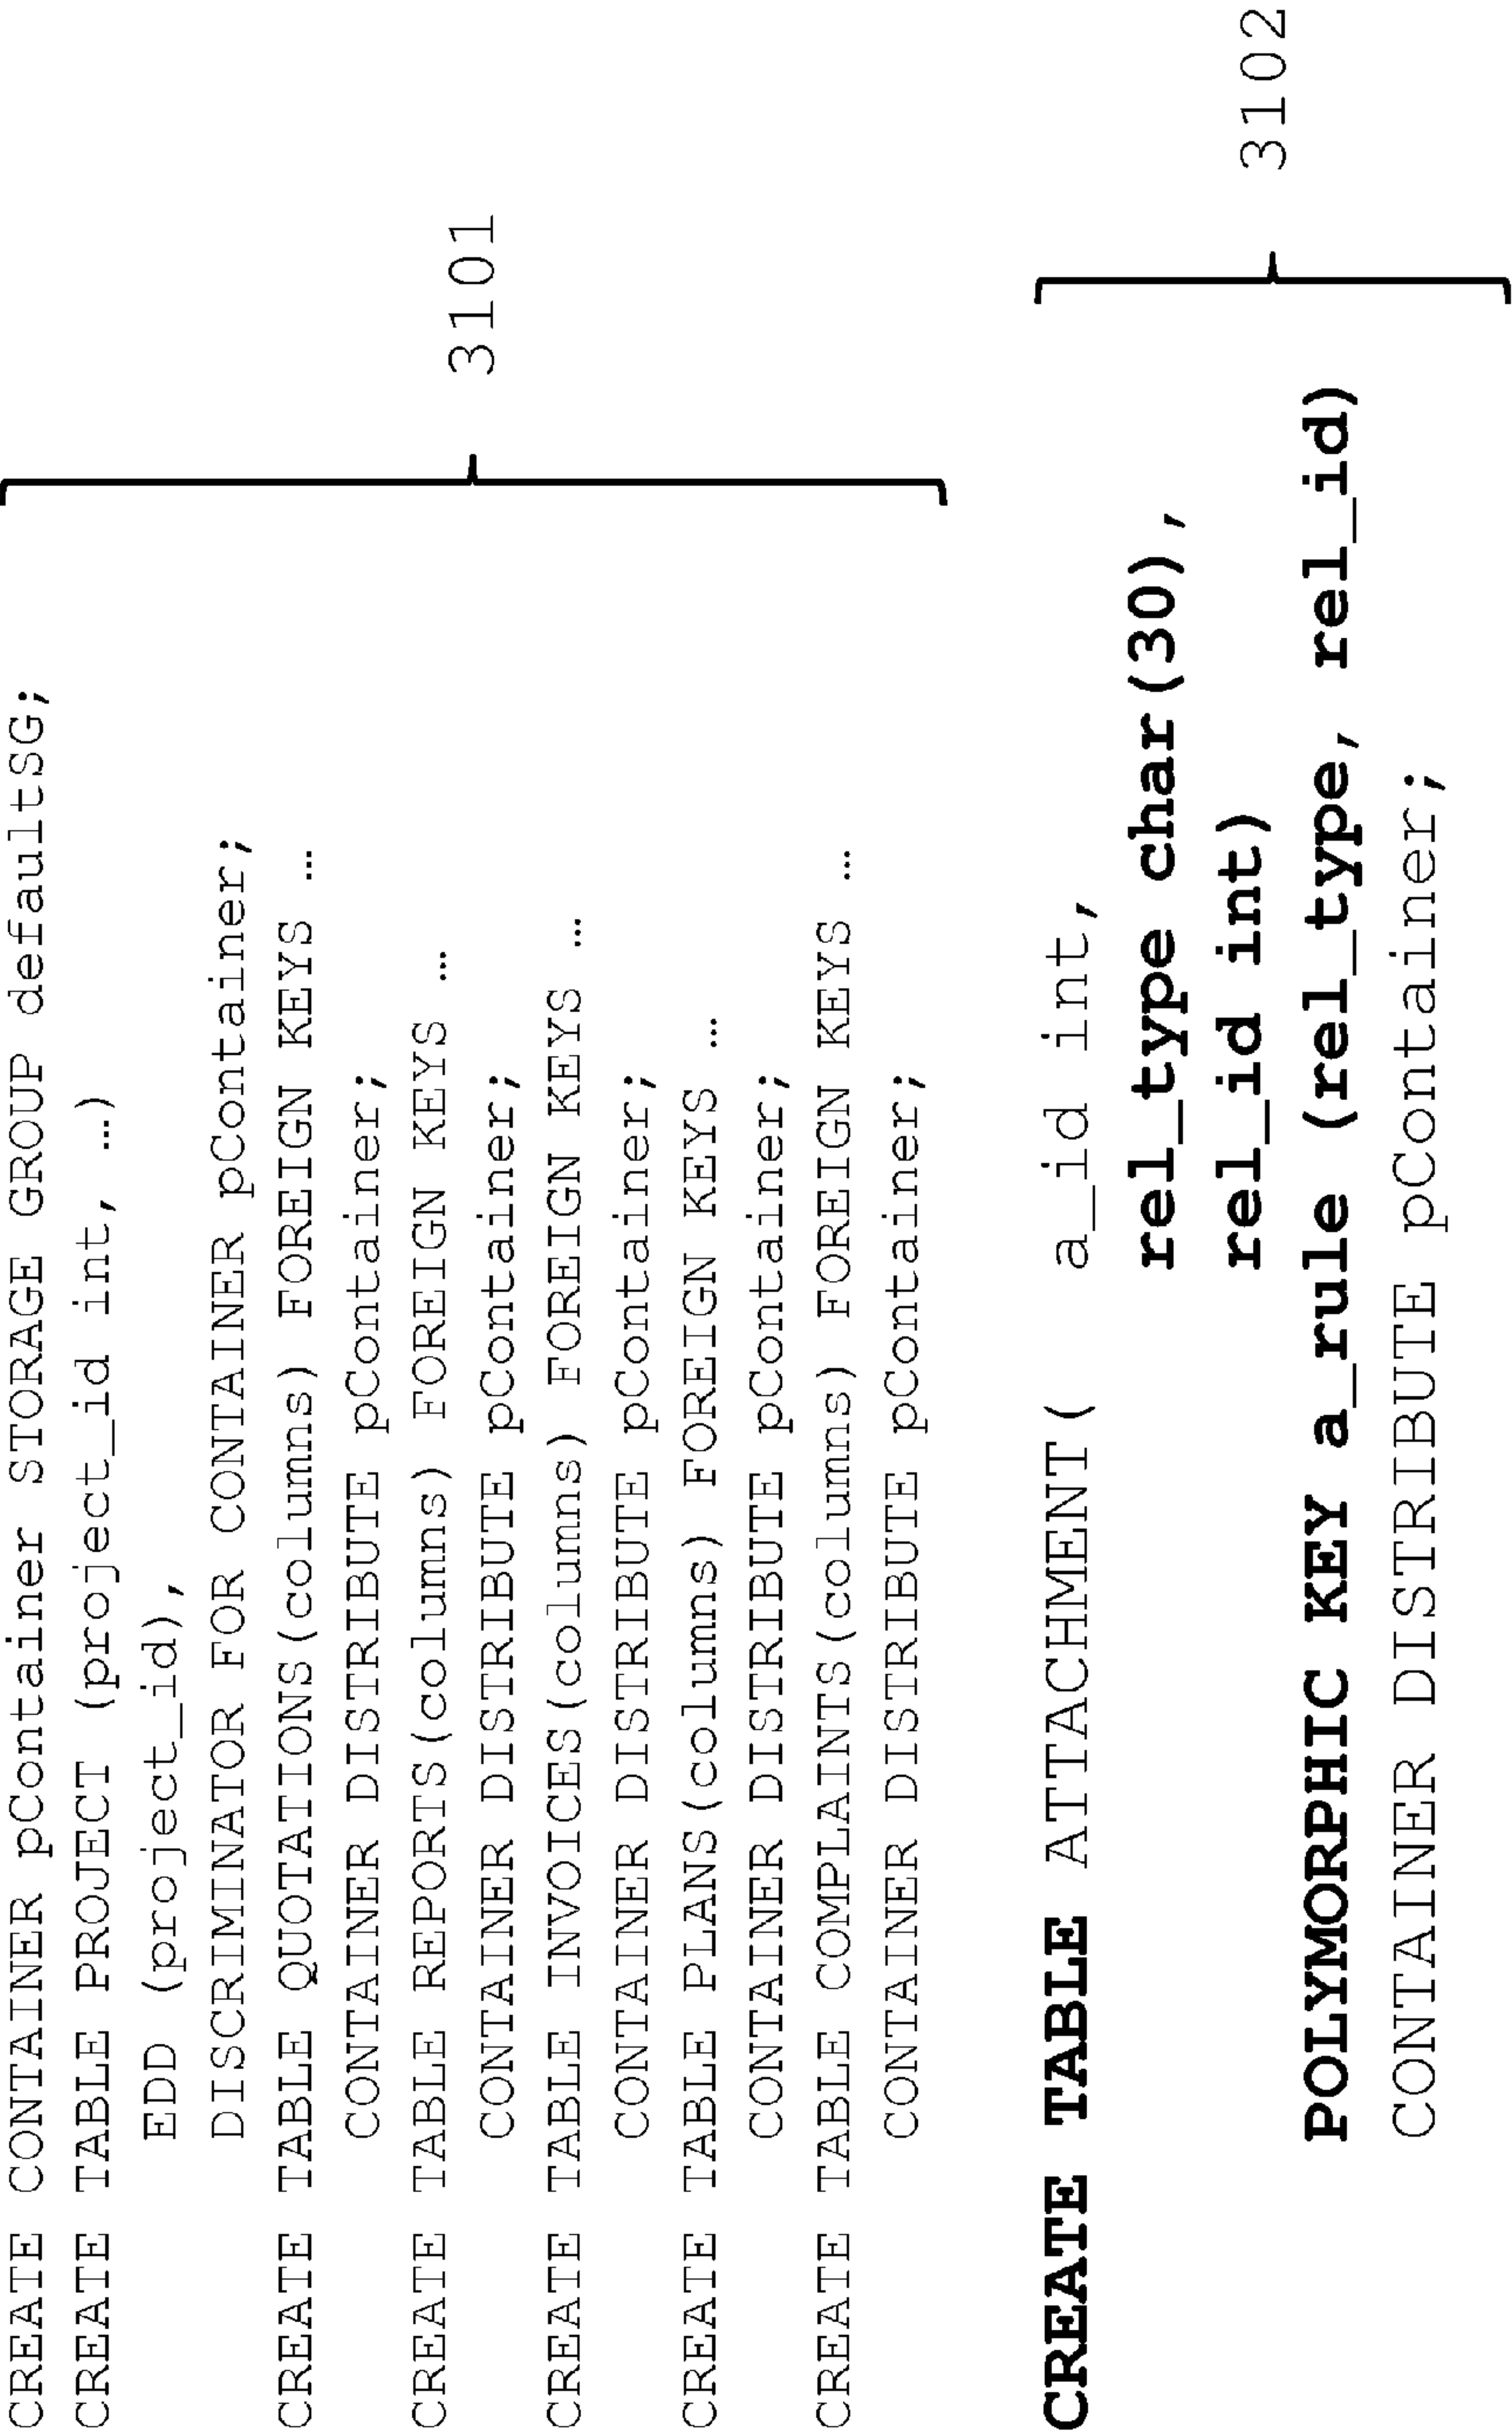 CREATE CONTAINER pContainer STORAGE GROUP defaultSG;
CREATE TABLE PROJECT (project_id int, …)
EDD (project_id),
DISCRIMINATOR FOR CONTAINER pContainer;
CREATE TABLE QUOTATIONS(columns) FOREIGN KEYS …
CONTAINER DISTRIBUTE pContainer;
CREATE TABLE REPORTS(columns) FOREIGN KEYS …
CONTAINER DISTRIBUTE pContainer;
CREATE TABLE INVOICES(columns) FOREIGN KEYS …
CONTAINER DISTRIBUTE pContainer;
CREATE TABLE PLANS(columns) FOREIGN KEYS …
CONTAINER DISTRIBUTE pContainer;
CREATE TABLE COMPLAINTS(columns) FOREIGN KEYS …
CONTAINER DISTRIBUTE pContainer;
3101
CREATE TABLE ATTACHMENT( a_id int,
rel_type char(30),
rel_id int)
POLYMORPHIC KEY a_rule (rel_type, rel_id)
CONTAINER DISTRIBUTE pContainer;
3102